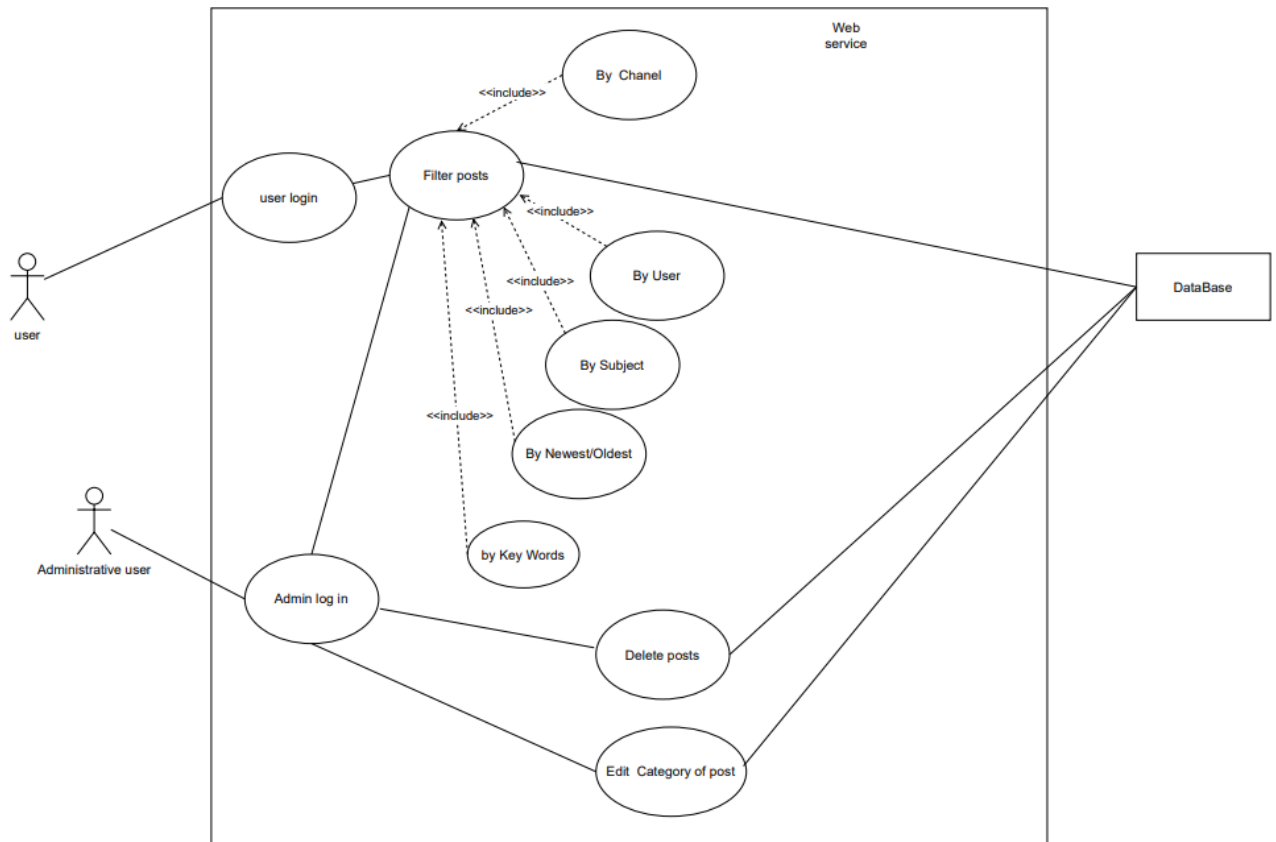 Web
service
By  Chanel
<<include>>
Filter posts
user login
<<include>>
By User
DataBase
<<include>>
user
<<include>>
By Subject
<<include>>
By Newest/Oldest
by Key Words
Administrative user
Admin log in
Delete posts
Edit  Category of post